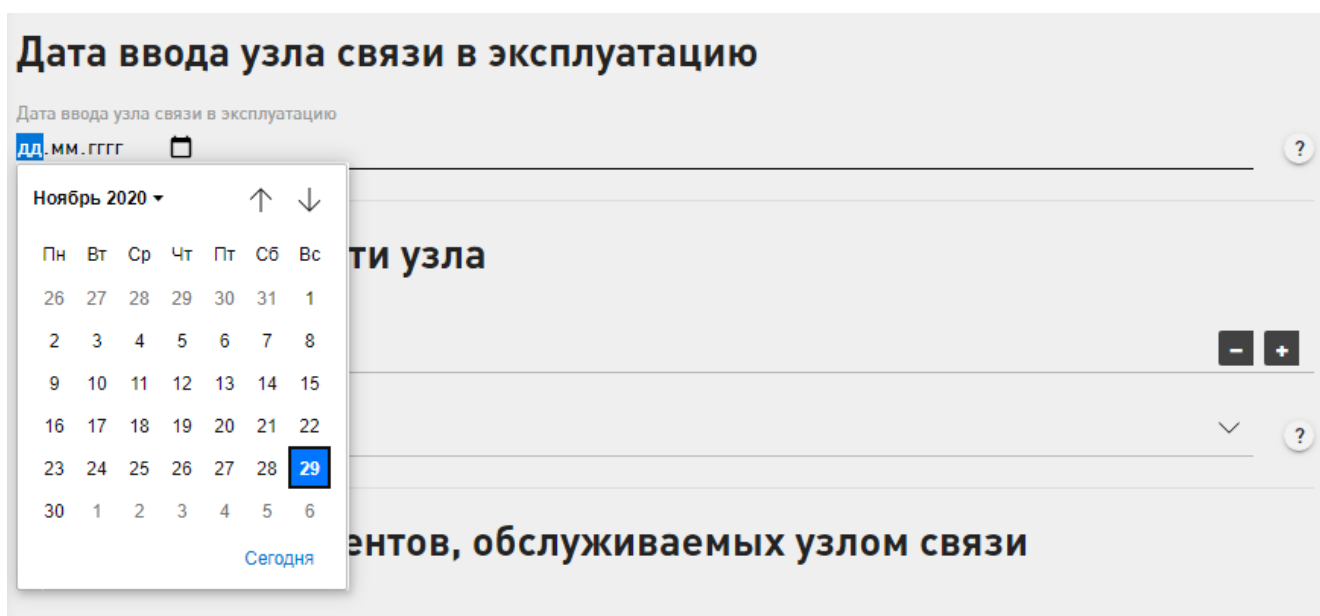 Дата ввода узла связи в эксплуатацию
Дата ввода узла связи в эксплуатацию
дд.мм.гггг
?
Ноябрь 2020
Пн Вт Ср Чт Пт Сб Вс
26 27 28 29 30 31 1
2 3 4 5 6 7 8
9 10 11 12 13 14 15
16 17 18 19 20 21 22
23 24 25 26 27 28 29
30 1 2 3 4 5 6
Сегодня
ти узла
- +
?
ентов, обслуживаемых узлом связи